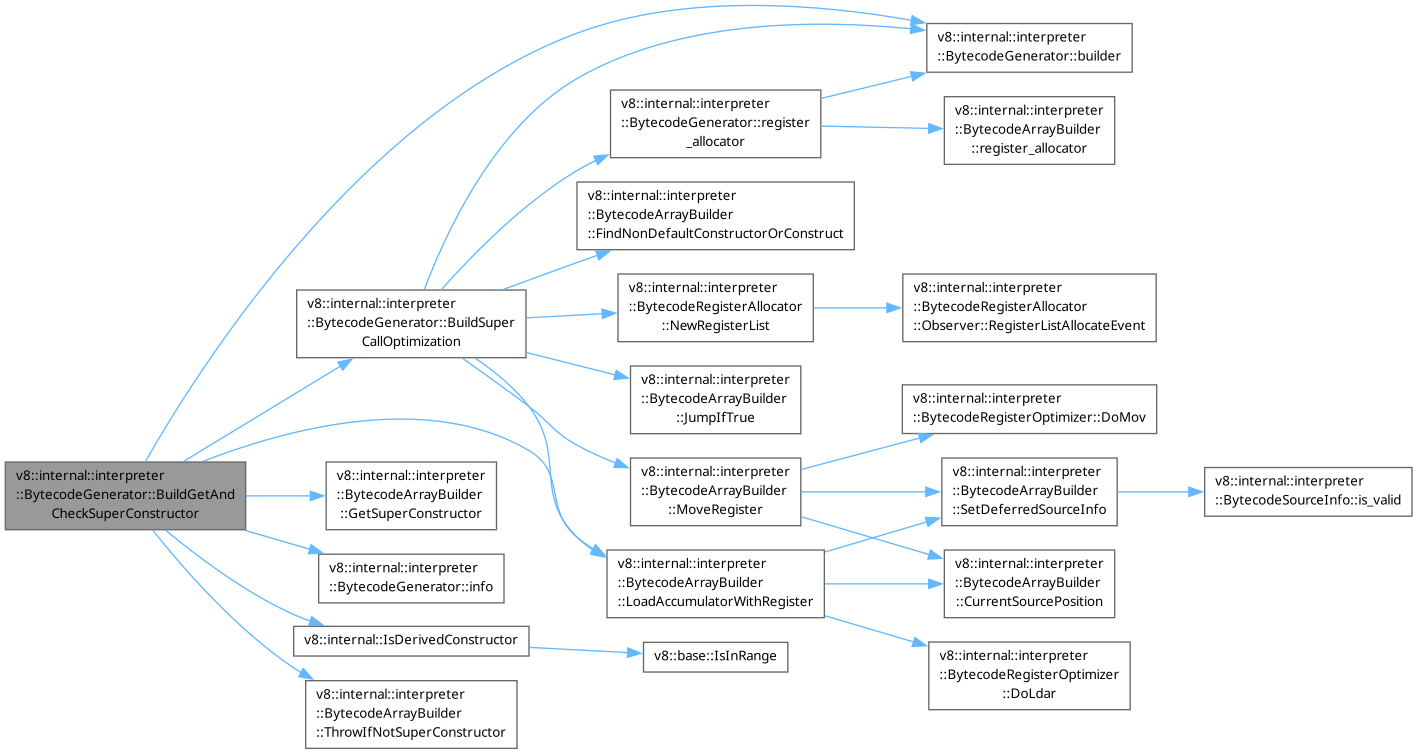 v8::internal::interpreter
::BytecodeGenerator::BuildGetAnd
CheckSuperConstructor
v8::internal::interpreter
::BytecodeGenerator::builder
v8::internal::interpreter
::BytecodeGenerator::BuildSuper
CallOptimization
v8::internal::interpreter
::BytecodeGenerator::register
_allocator
v8::internal::interpreter
::BytecodeArrayBuilder
::register_allocator
v8::internal::interpreter
::BytecodeArrayBuilder
::FindNonDefaultConstructorOrConstruct
v8::internal::interpreter
::BytecodeRegisterAllocator
::NewRegisterList
v8::internal::interpreter
::BytecodeRegisterAllocator
::Observer::RegisterListAllocateEvent
v8::internal::interpreter
::BytecodeArrayBuilder
::JumpIfTrue
v8::internal::interpreter
::BytecodeArrayBuilder
::MoveRegister
v8::internal::interpreter
::BytecodeRegisterOptimizer::DoMov
v8::internal::interpreter
::BytecodeArrayBuilder
::SetDeferredSourceInfo
v8::internal::interpreter
::BytecodeSourceInfo::is_valid
v8::internal::interpreter
::BytecodeArrayBuilder
::CurrentSourcePosition
v8::internal::interpreter
::BytecodeArrayBuilder
::LoadAccumulatorWithRegister
v8::internal::interpreter
::BytecodeRegisterOptimizer
::DoLdar
v8::internal::interpreter
::BytecodeArrayBuilder
::GetSuperConstructor
v8::internal::interpreter
::BytecodeGenerator::info
v8::internal::IsDerivedConstructor
v8::base::IsInRange
v8::internal::interpreter
::BytecodeArrayBuilder
::ThrowIfNotSuperConstructor